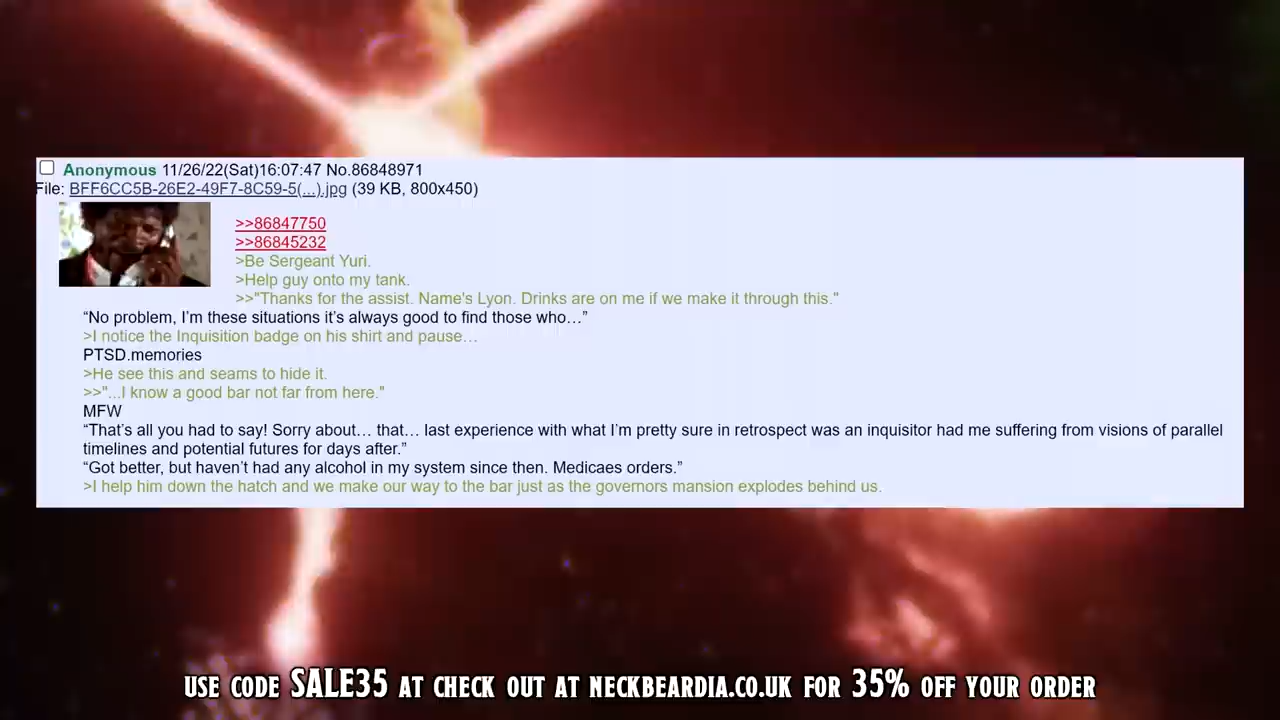 Anonymous 11/26/22(Sat)16:07:47 No.86848971
File: BFF6CC5B-26E2-49F7-8C59-5(...).jpg (39 KB, 800x450)
>>86847750
>>86845232
>Be Sergeant Yuri.
>Help guy onto my tank.
>>"Thanks for the assist. Name's Lyon. Drinks are on me if we make it through this."
“No problem, I’m these situations it’s always good to find those who…”
>I notice the Inquisition badge on his shirt and pause…
PTSD.memories
>He see this and seams to hide it.
>>"...I know a good bar not far from here."
MFW
“That’s all you had to say! Sorry about… that… last experience with what I’m pretty sure in retrospect was an inquisitor had me suffering from visions of parallel
timelines and potential futures for days after.”
“Got better, but haven’t had any alcohol in my system since then. Medicaes orders.”
>I help him down the hatch and we make our way to the bar just as the governors mansion explodes behind us.
USE CODE SALE35 AT CHECK OUT AT NECKBEARDIA.CO.UK FOR 35% OFF YOUR ORDER